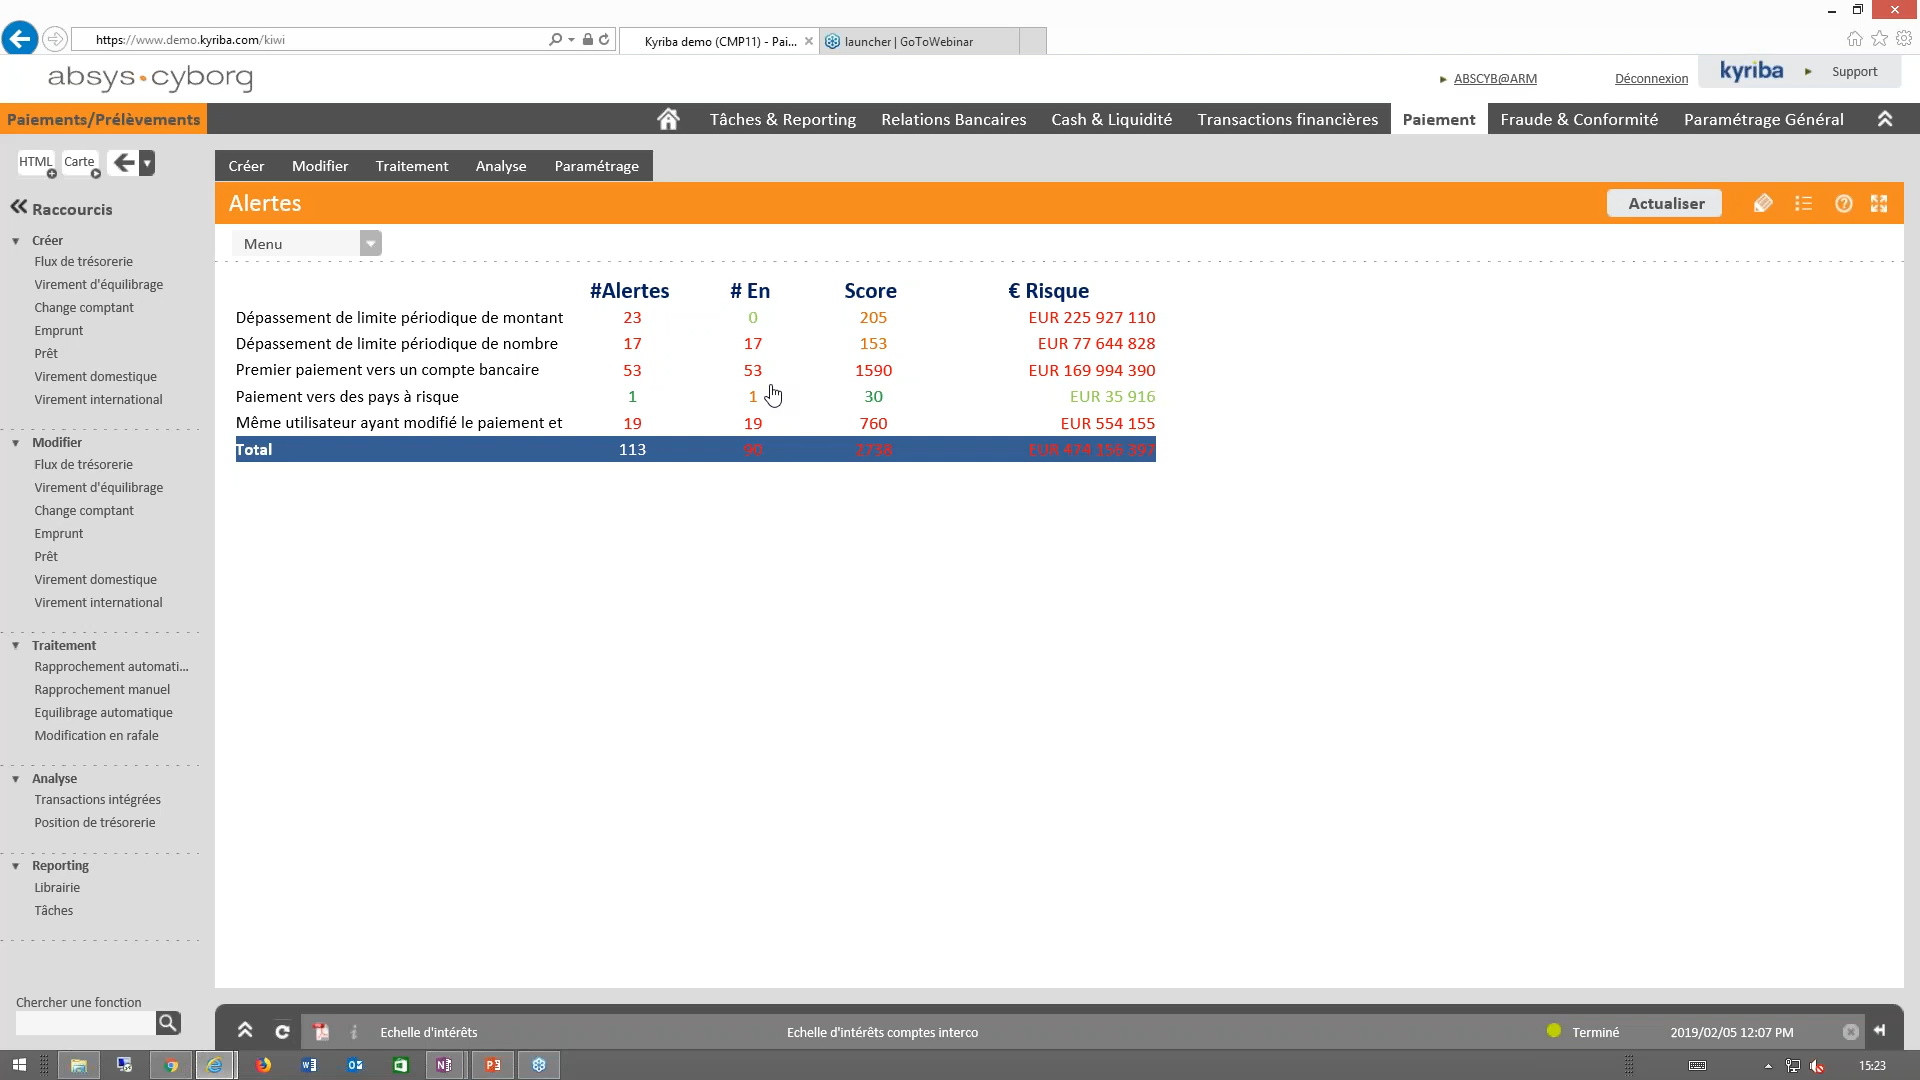 https://www.demo.kyriba.com/kiwi
Kyriba demo (CMP11) - Pai...
launcher | GoToWebinar
absys·cyborg
ABSCYB@ARM
Déconnexion
kyriba
Support
Paiements/Prélèvements
Tâches & Reporting
Relations Bancaires
Cash & Liquidité
Transactions financières
Paiement
Fraude & Conformité
Paramétrage Général
HTML
Carte
Créer
Modifier
Traitement
Analyse
Paramétrage
Raccourcis
Alertes
Actualiser
Menu
Créer
Flux de trésorerie
Virement d'équilibrage
Change comptant
Emprunt
Prêt
Virement domestique
Virement international
Modifier
Flux de trésorerie
Virement d'équilibrage
Change comptant
Emprunt
Prêt
Virement domestique
Virement international
Traitement
Rapprochement automati...
Rapprochement manuel
Equilibrage automatique
Modification en rafale
Analyse
Transactions intégrées
Position de trésorerie
Reporting
Librairie
Tâches
Chercher une fonction
#Alertes # En Score € Risque
Dépassement de limite périodique de montant 23 0 205 EUR 225 927 110
Dépassement de limite périodique de nombre 17 17 153 EUR 77 644 828
Premier paiement vers un compte bancaire 53 53 1590 EUR 169 994 390
Paiement vers des pays à risque 1 1 30 EUR 35 916
Même utilisateur ayant modifié le paiement et 19 19 760 EUR 554 155
Total 113 90 2738 EUR 474 156 397
Echelle d'intérêts
Echelle d'intérêts comptes interco
Terminé
2019/02/05 12:07 PM
15:23